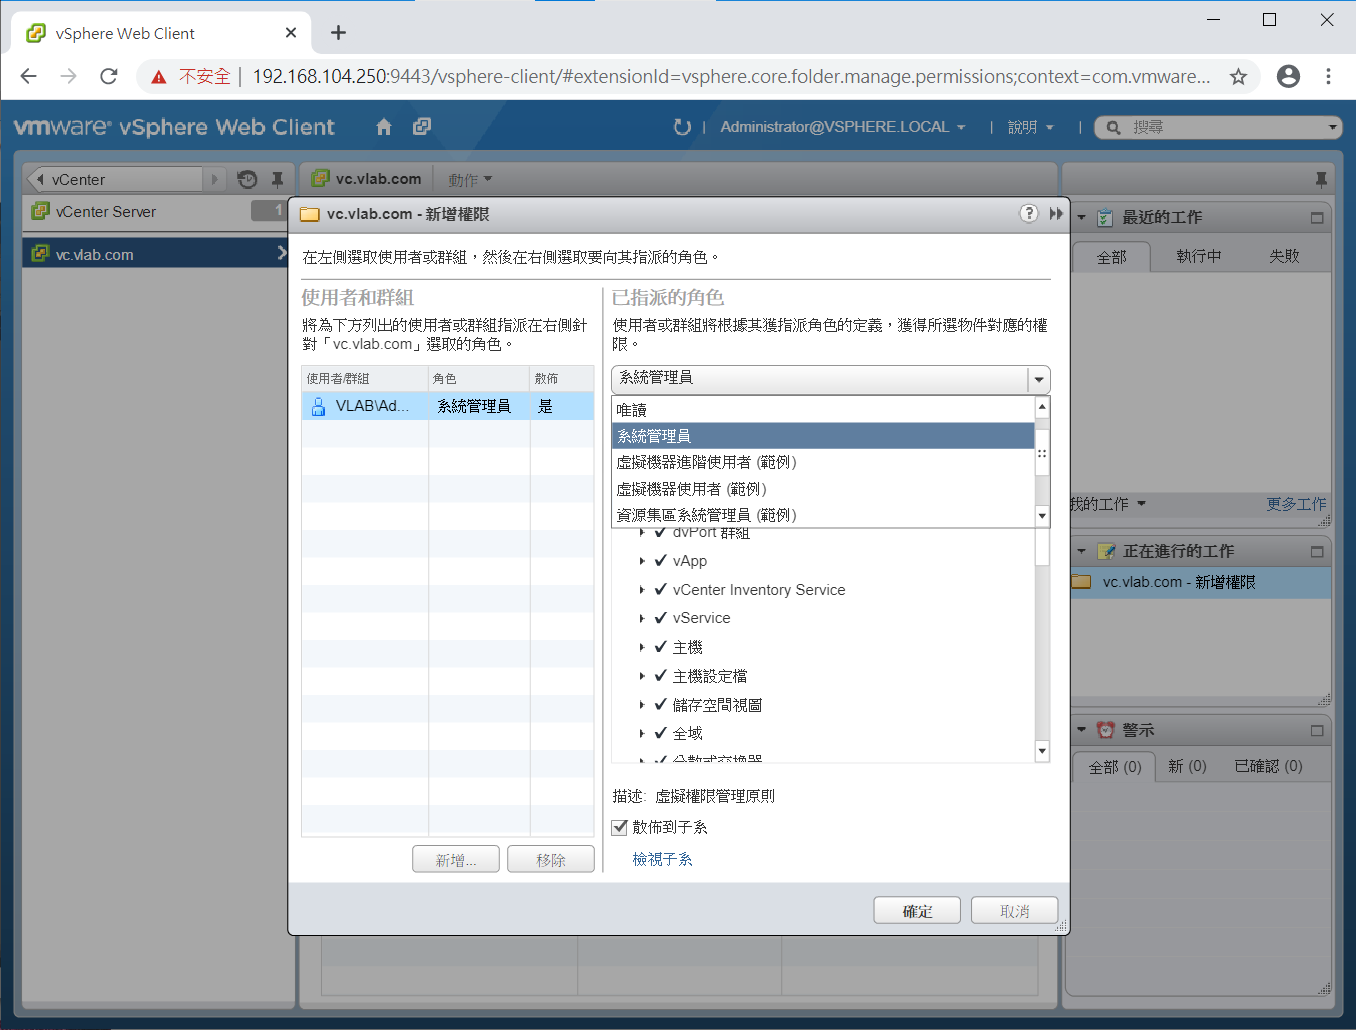 vSphere Web Client
不安全 | 192.168.104.250:9443/vsphere-client/#extensionId=vsphere.core.folder.manage.permissions;context=com.vmware...
vmware® vSphere Web Client
Administrator@VSPHERE.LOCAL
說明
搜尋
vCenter
vCenter Server
1
vc.vlab.com
vc.vlab.com
動作
vc.vlab.com - 新增權限
?
在左側選取使用者或群組，然後在右側選取要向其指派的角色。
使用者和群組
將為下方列出的使用者或群組指派在右側針
對「vc.vlab.com」選取的角色。
使用者/群組 角色 散佈
VLAB\Ad... 系統管理員 是
新增... 移除
已指派的角色
使用者或群組將根據其獲指派角色的定義，獲得所選物件對應的權
限。
系統管理員
唯讀
系統管理員
虛擬機器進階使用者 (範例)
虛擬機器使用者 (範例)
資源集區系統管理員 (範例)
dvPort 群組
vApp
vCenter Inventory Service
vService
主機
主機設定檔
儲存空間視圖
全域
分散式交換器
描述: 虛擬權限管理原則
散佈到子系
檢視子系
確定 取消
最近的工作
全部 執行中 失敗
我的工作 更多工作
正在進行的工作
vc.vlab.com - 新增權限
警示
全部 (0) 新 (0) 已確認 (0)